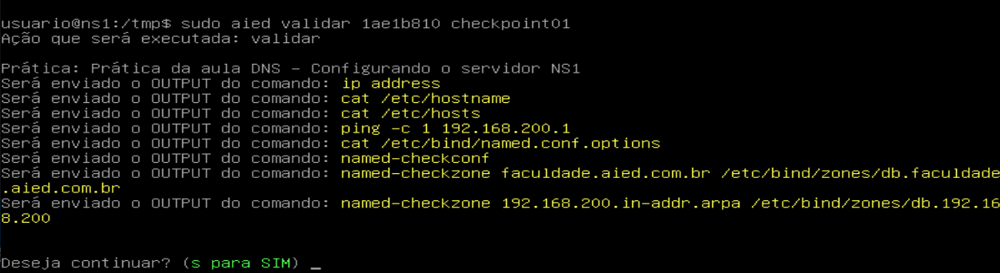 usuario@ns1:/tmp$ sudo aied validar 1ae1b810 checkpoint01
Ação que será executada: validar
Prática: Prática da aula DNS – Configurando o servidor NS1
Será enviado o OUTPUT do comando: ip address
Será enviado o OUTPUT do comando: cat /etc/hostname
Será enviado o OUTPUT do comando: cat /etc/hosts
Será enviado o OUTPUT do comando: ping -c 1 192.168.200.1
Será enviado o OUTPUT do comando: cat /etc/bind/named.conf.options
Será enviado o OUTPUT do comando: named-checkconf
Será enviado o OUTPUT do comando: named-checkzone faculdade.aied.com.br /etc/bind/zones/db.faculdade
.aied.com.br
Será enviado o OUTPUT do comando: named-checkzone 192.168.200.in-addr.arpa /etc/bind/zones/db.192.16
8.200
Deseja continuar? (s para SIM) _